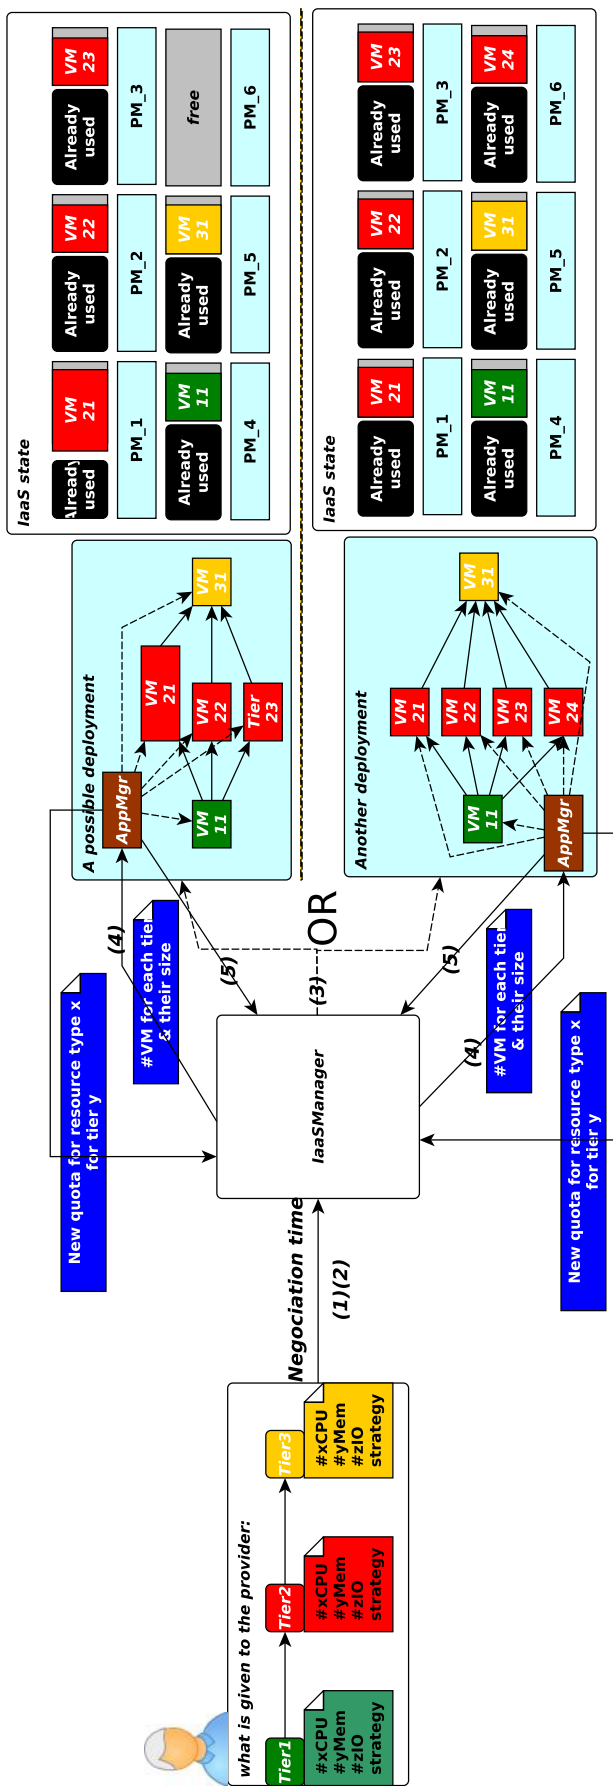 what is given to the provider:
Tier1
#xCPU
#yMem
#zIO
strategy
Tier2
#xCPU
#yMem
#zIO
strategy
Tier3
#xCPU
#yMem
#zIO
strategy
Negociation time
(1)(2)
IaaSManager
(3)
OR
New quota for resource type x
for tier y
#VM for each tier
& their size
(4)
(5)
A possible deployment
AppMgr
VM
11
VM
21
VM
22
Tier
23
VM
31
IaaS state
Already
used
VM
21
PM_1
Already
used
VM
22
PM_2
Already
used
VM
23
PM_3
Already
used
VM
11
PM_4
Already
used
VM
31
PM_5
free
PM_6
New quota for resource type x
for tier y
#VM for each tier
& their size
(4)
(5)
Another deployment
AppMgr
VM
11
VM
21
VM
22
VM
23
VM
24
VM
31
IaaS state
Already
used
VM
21
PM_1
Already
used
VM
22
PM_2
Already
used
VM
23
PM_3
Already
used
VM
11
PM_4
Already
used
VM
31
PM_5
Already
used
VM
24
PM_6